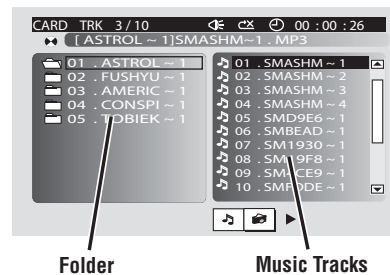 CARD TRK 3 / 10 00 : 00 : 26
[ ASTROL ~ 1]SMASHM~1 . MP3
01 . ASTROL ~ 1
02 . FUSHYU ~ 1
03 . AMERIC ~ 1
04 . CONSPI ~ 1
05 . TOBIEK ~ 1
01 . SMASHM ~ 1
02 . SMASHM ~ 2
03 . SMASHM ~ 3
04 . SMASHM ~ 4
05 . SMD9E6 ~ 1
06 . SMBEAD ~ 1
07 . SM1930 ~ 1
08 . ~ 1
09 . ~ 1
10 . ~ 1
Folder
Music Tracks